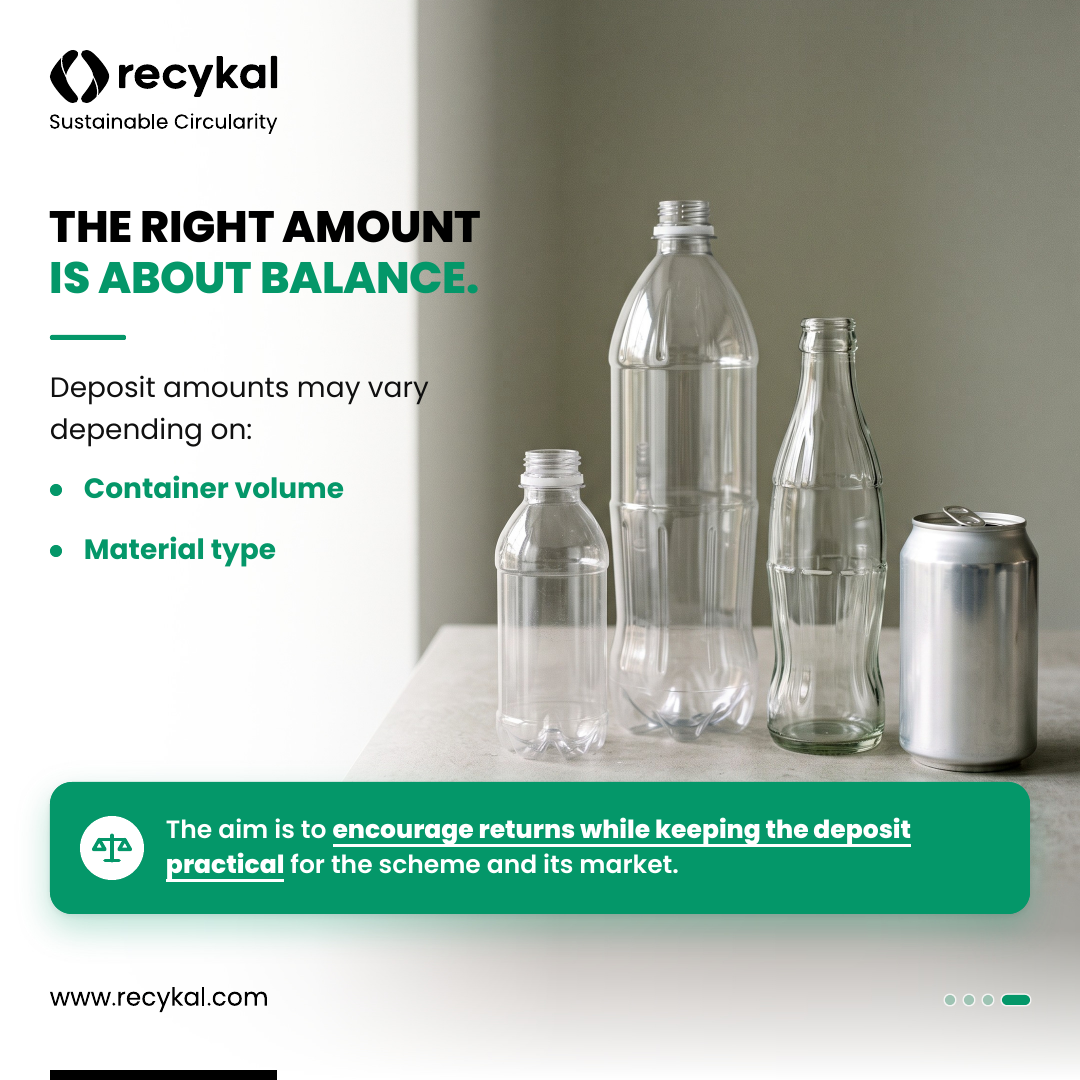 recykal
Sustainable Circularity
THE RIGHT AMOUNT
IS ABOUT BALANCE.
Deposit amounts may vary
depending on:
• Container volume
• Material type
The aim is to encourage returns while keeping the deposit
practical for the scheme and its market.
www.recykal.com